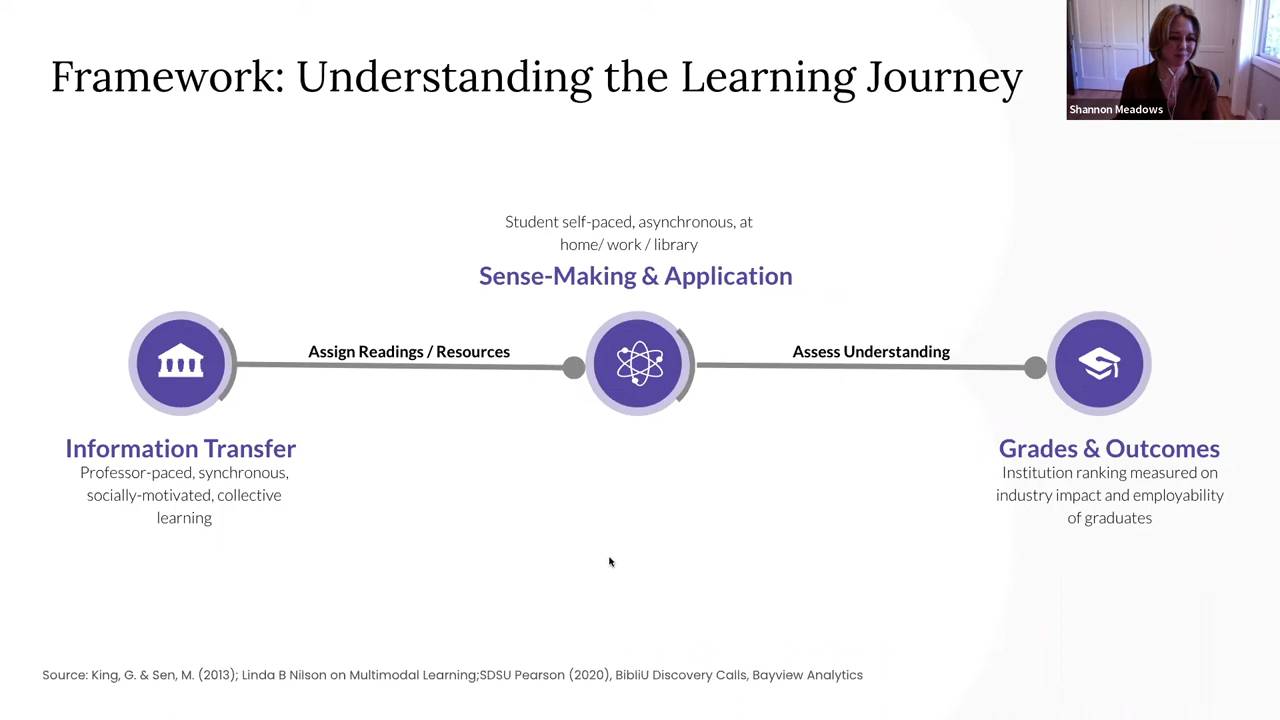 Framework: Understanding the Learning Journey
Shannon Meadows
Student self-paced, asynchronous, at
home/ work / library
Sense-Making & Application
Assign Readings / Resources
Assess Understanding
Information Transfer
Professor-paced, synchronous,
socially-motivated, collective
learning
Grades & Outcomes
Institution ranking measured on
industry impact and employability
of graduates
Source: King, G. & Sen, M. (2013); Linda B Nilson on Multimodal Learning;SDSU Pearson (2020), BibliU Discovery Calls, Bayview Analytics